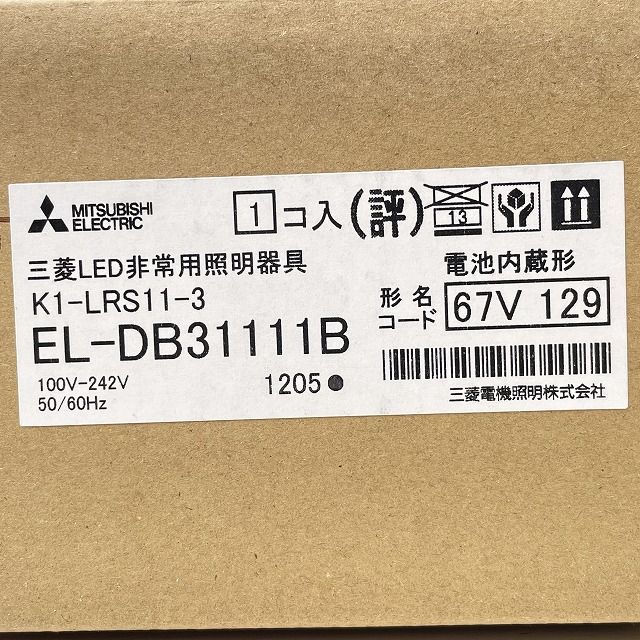 MITSUBISHI
ELECTRIC
1 コ入 (評)
13
三菱LED非常用照明器具
K1-LRS11-3
EL-DB31111B
100V-242V
50/60Hz
1205●
電池内蔵形
形名
コード
67V 129
三菱電機照明株式会社